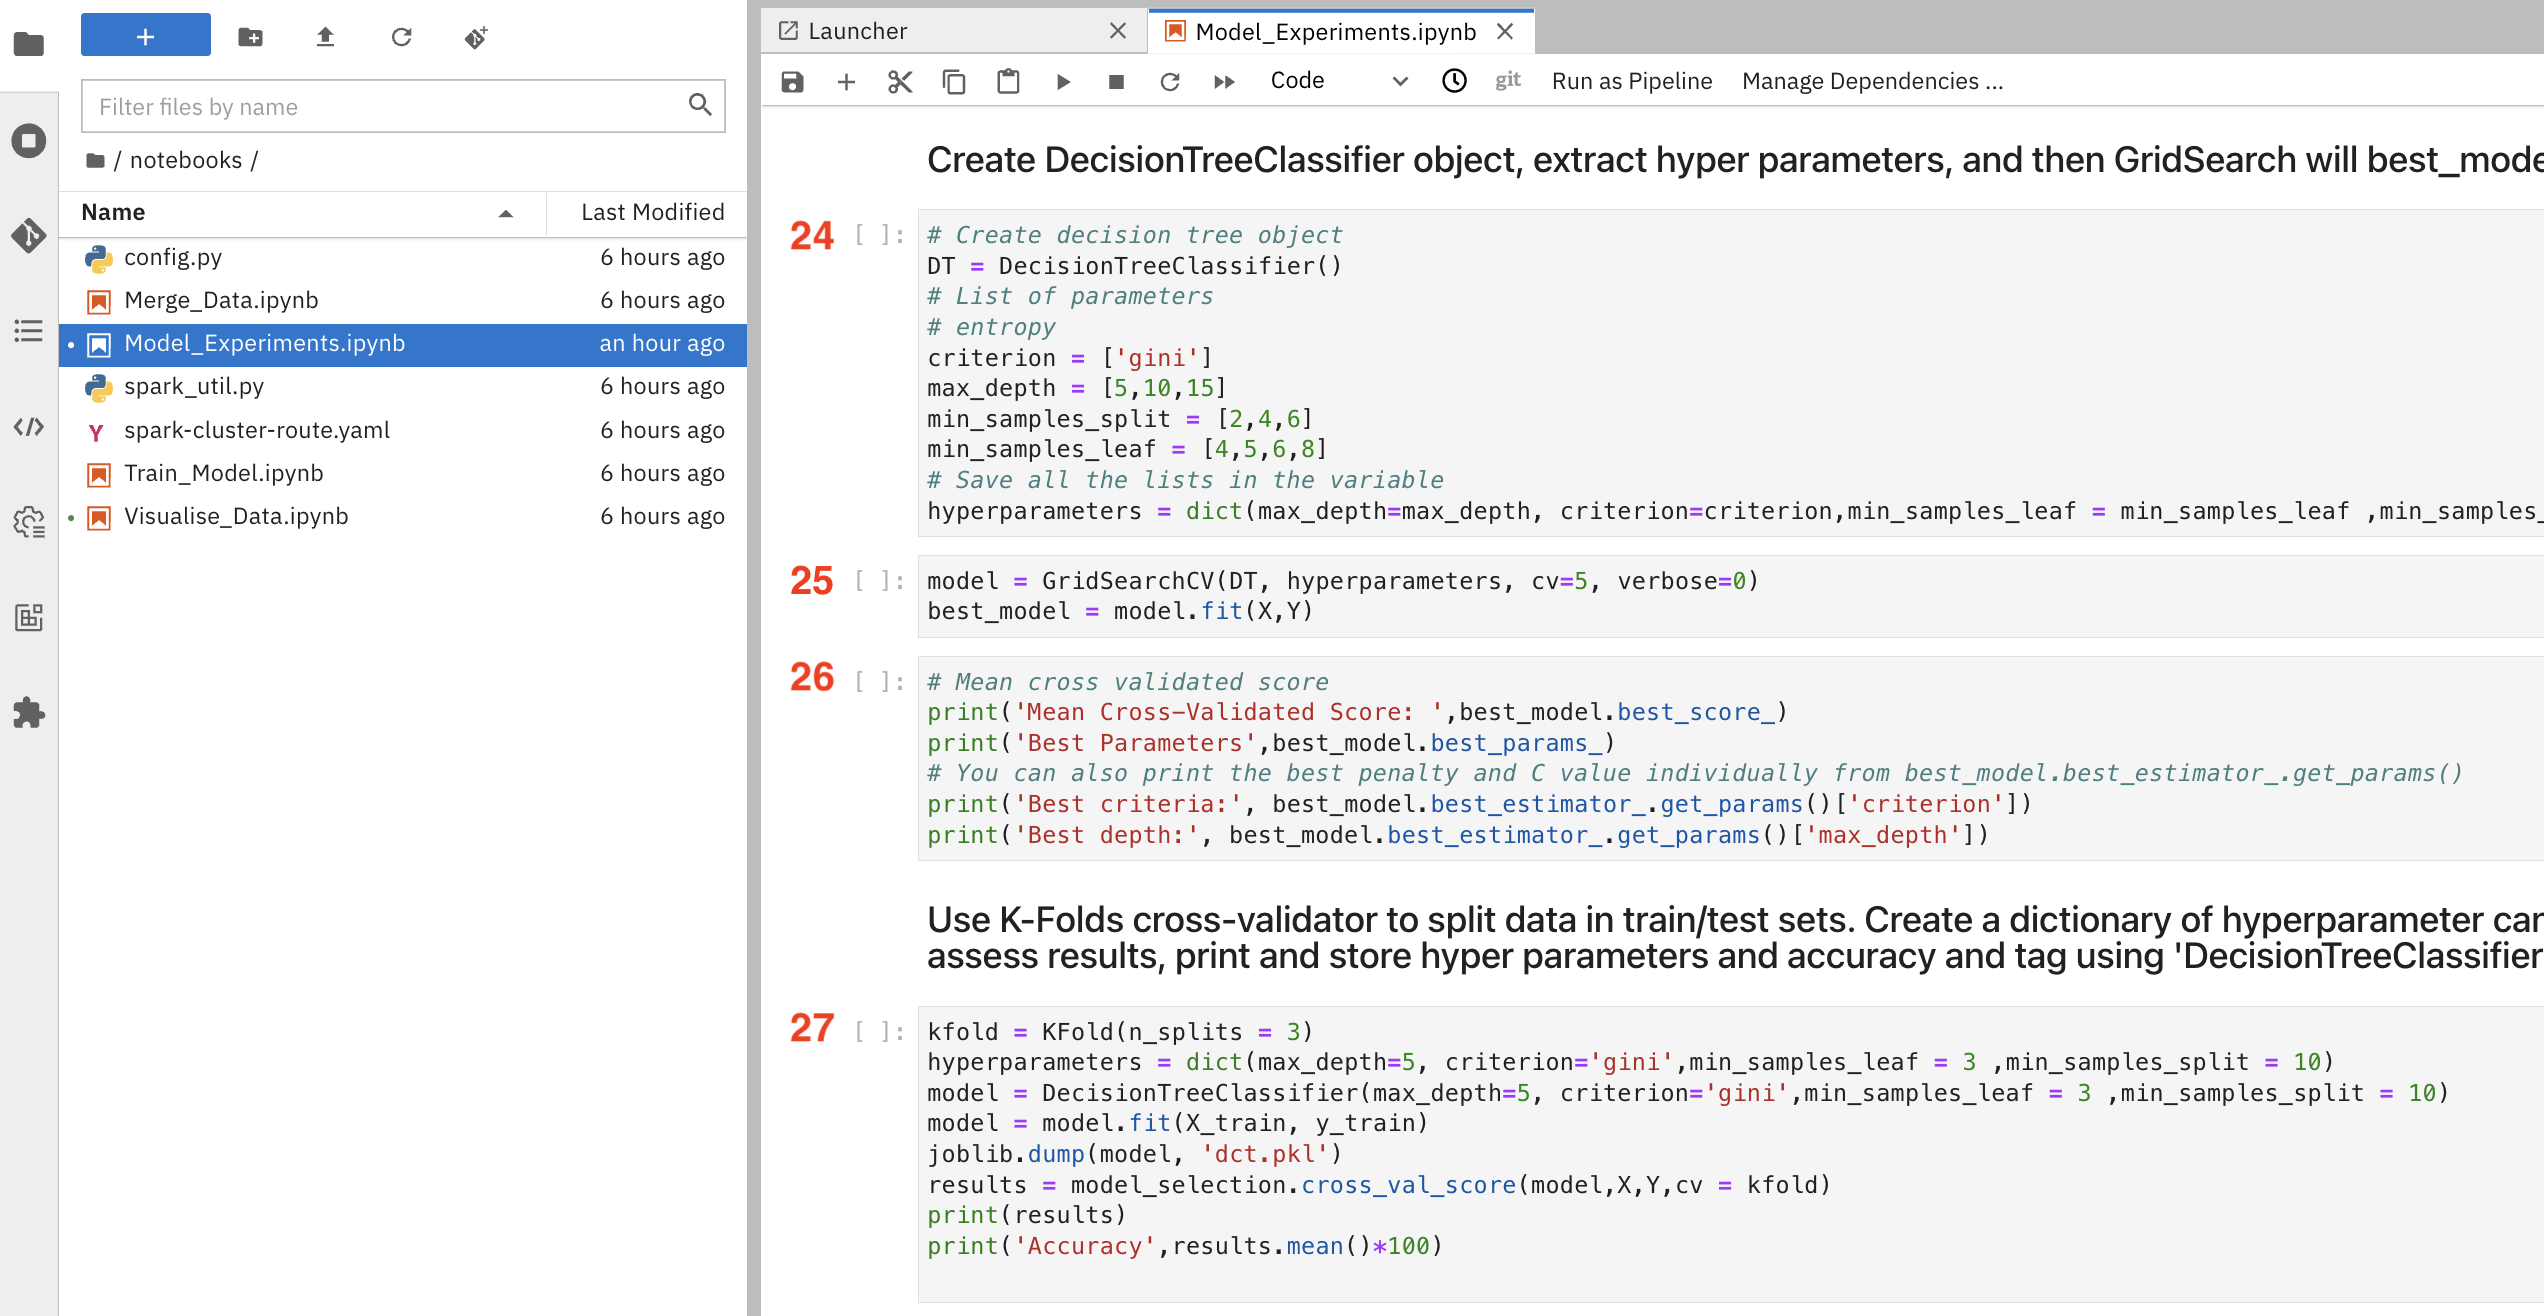 Filter files by name
/ notebooks /
Name Last Modified
config.py 6 hours ago
Merge_Data.ipynb 6 hours ago
Model_Experiments.ipynb an hour ago
spark_util.py 6 hours ago
Y spark-cluster-route.yaml 6 hours ago
Train_Model.ipynb 6 hours ago
Visualise_Data.ipynb 6 hours ago
Launcher
Model_Experiments.ipynb
Code
git
Run as Pipeline
Manage Dependencies ...
Create DecisionTreeClassifier object, extract hyper parameters, and then GridSearch will best_mode
24 [ ]: # Create decision tree object
DT = DecisionTreeClassifier()
# List of parameters
# entropy
criterion = ['gini']
max_depth = [5,10,15]
min_samples_split = [2,4,6]
min_samples_leaf = [4,5,6,8]
# Save all the lists in the variable
hyperparameters = dict(max_depth=max_depth, criterion=criterion,min_samples_leaf = min_samples_leaf ,min_samples_
25 [ ]: model = GridSearchCV(DT, hyperparameters, cv=5, verbose=0)
best_model = model.fit(X,Y)
26 [ ]: # Mean cross validated score
print('Mean Cross-Validated Score: ',best_model.best_score_)
print('Best Parameters',best_model.best_params_)
# You can also print the best penalty and C value individually from best_model.best_estimator_.get_params()
print('Best criteria:', best_model.best_estimator_.get_params()['criterion'])
print('Best depth:', best_model.best_estimator_.get_params()['max_depth'])
Use K-Folds cross-validator to split data in train/test sets. Create a dictionary of hyperparameter can
assess results, print and store hyper parameters and accuracy and tag using 'DecisionTreeClassifier
27 [ ]: kfold = KFold(n_splits = 3)
hyperparameters = dict(max_depth=5, criterion='gini',min_samples_leaf = 3 ,min_samples_split = 10)
model = DecisionTreeClassifier(max_depth=5, criterion='gini',min_samples_leaf = 3 ,min_samples_split = 10)
model = model.fit(X_train, y_train)
joblib.dump(model, 'dct.pkl')
results = model_selection.cross_val_score(model,X,Y,cv = kfold)
print(results)
print('Accuracy',results.mean()*100)